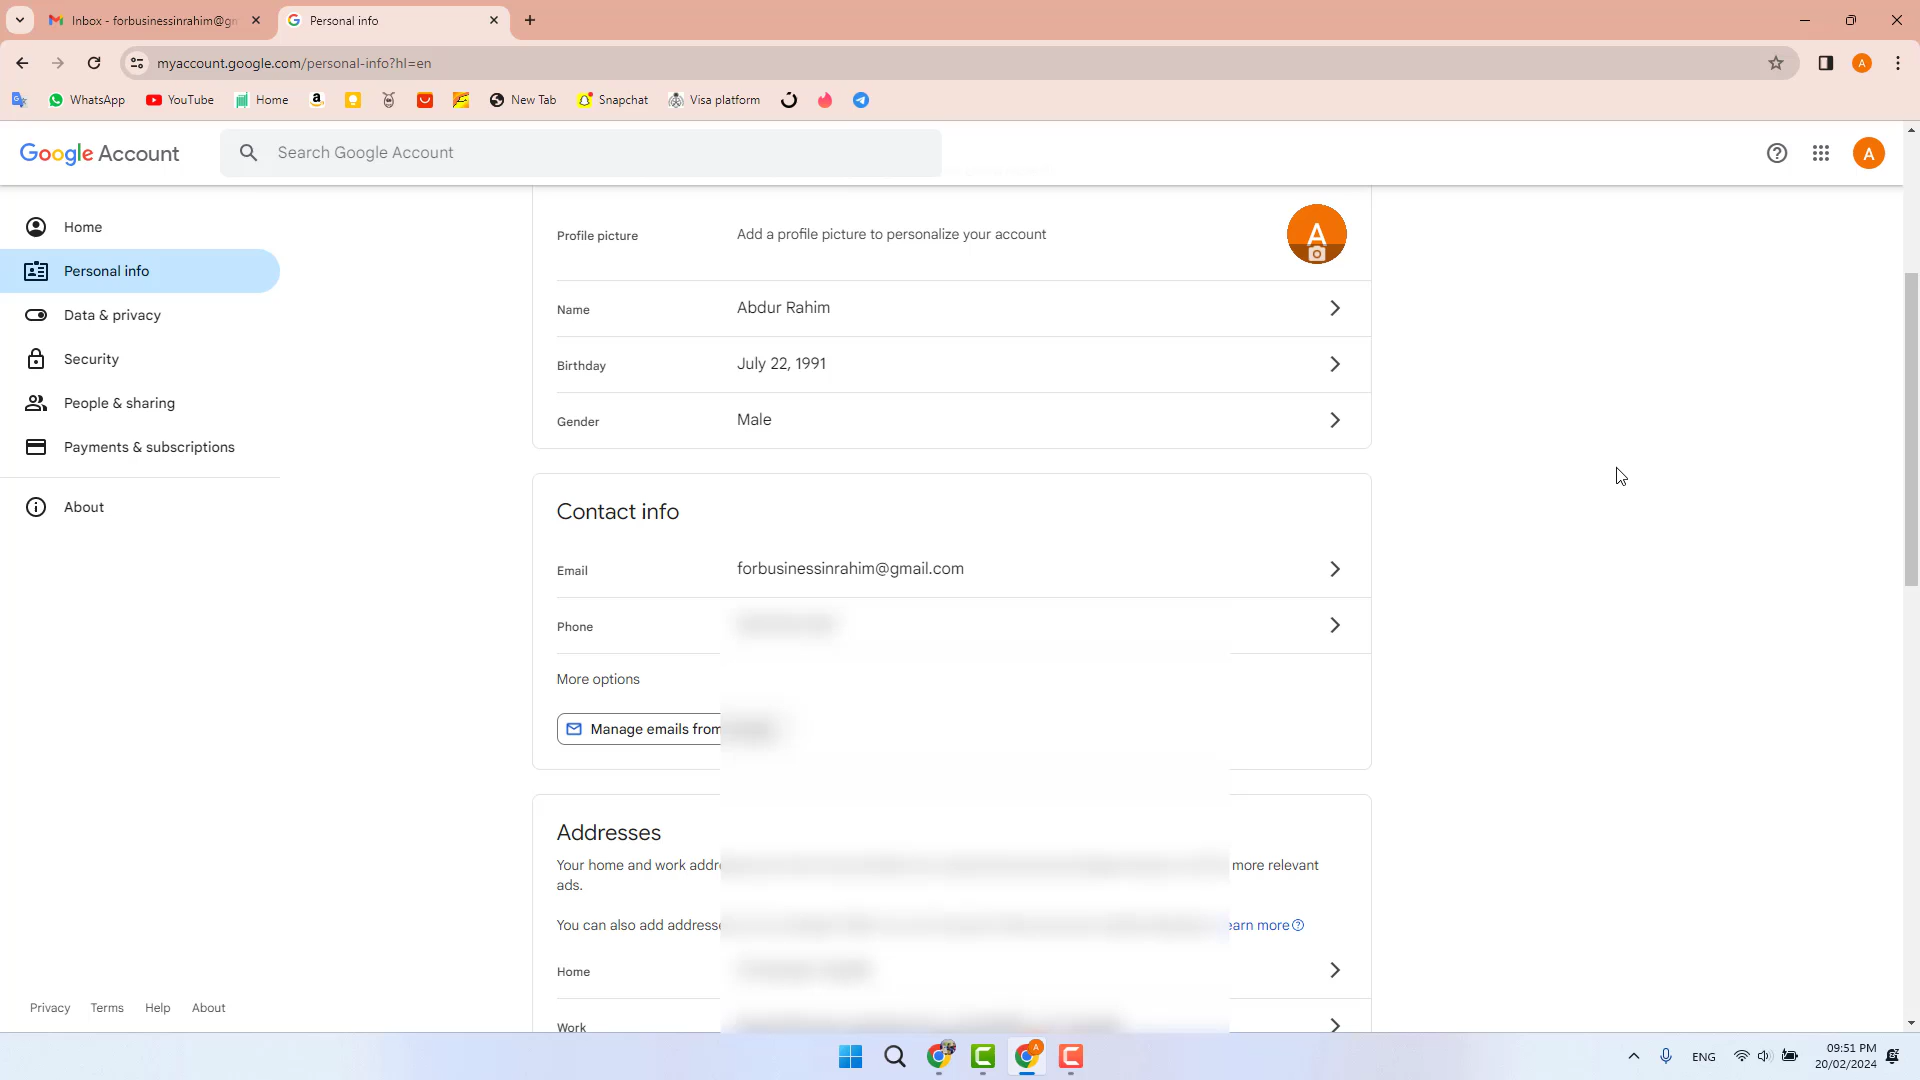 Inbox - forbusinessinrahim@gm
Personal info
myaccount.google.com/personal-info?hl=en
WhatsApp
YouTube
Home
New Tab
Snapchat
Visa platform
A
Google Account
Search Google Account
A
Home
Personal info
Data & privacy
Security
People & sharing
Payments & subscriptions
About
Profile picture
Add a profile picture to personalize your account
A
Name
Abdur Rahim
Birthday
July 22, 1991
Gender
Male
Contact info
Email
forbusinessinrahim@gmail.com
Phone
More options
Manage emails from
Addresses
Your home and work addre
more relevant
ads.
You can also add addresse
earn more
Home
Work
Privacy
Terms
Help
About
ENG
09:51 PM
20/02/2024